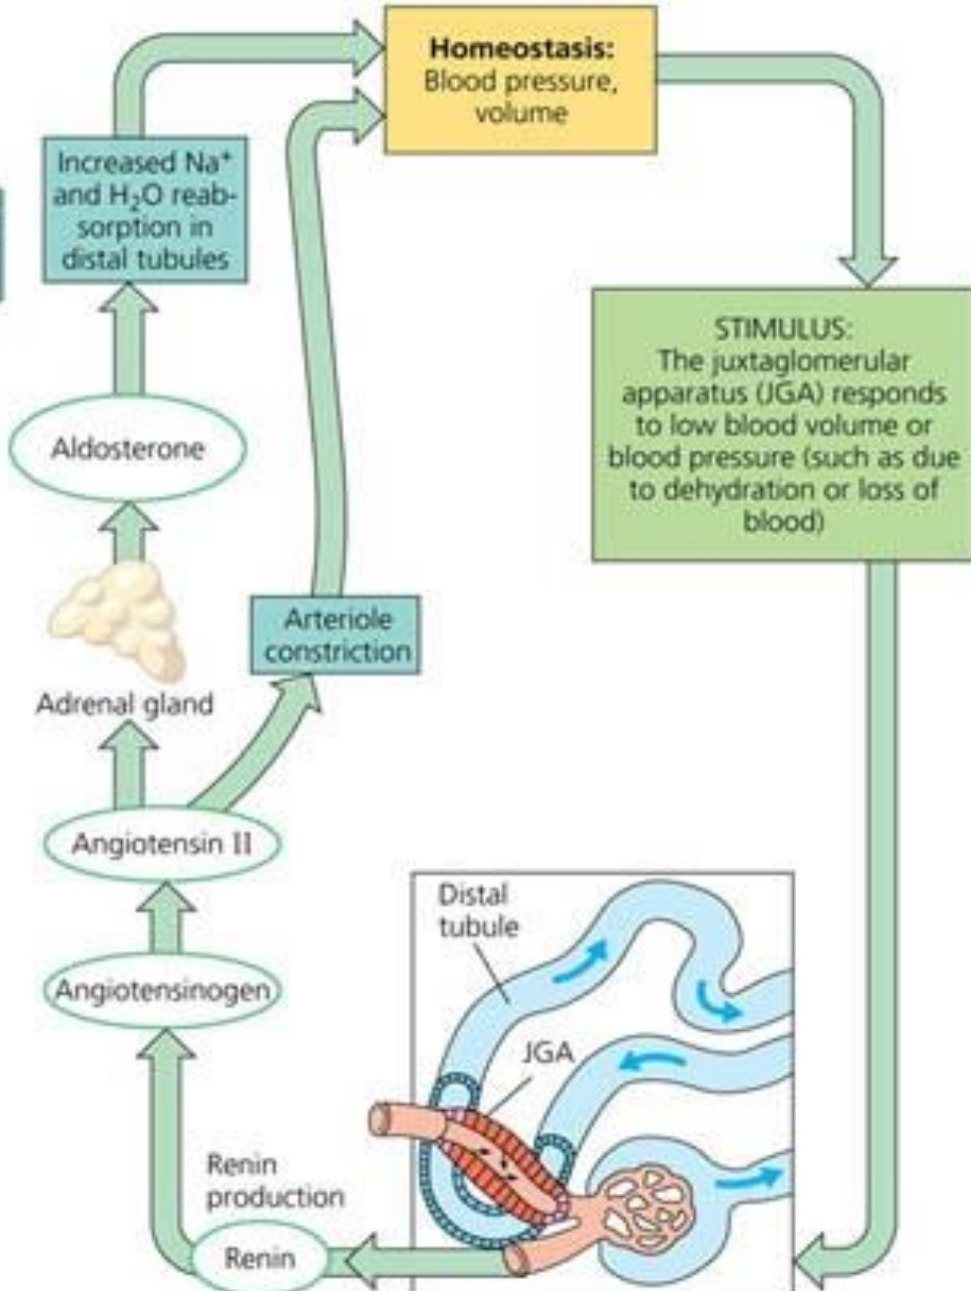 Homeostasis:
Blood pressure,
volume
Increased Na⁺
and H₂O reab-
sorption in
distal tubules
STIMULUS:
The juxtaglomerular
apparatus (JGA) responds
to low blood volume or
blood pressure (such as due
to dehydration or loss of
blood)
Aldosterone
Arteriole
constriction
Adrenal gland
Angiotensin II
Distal
tubule
Angiotensinogen
JGA
Renin
production
Renin